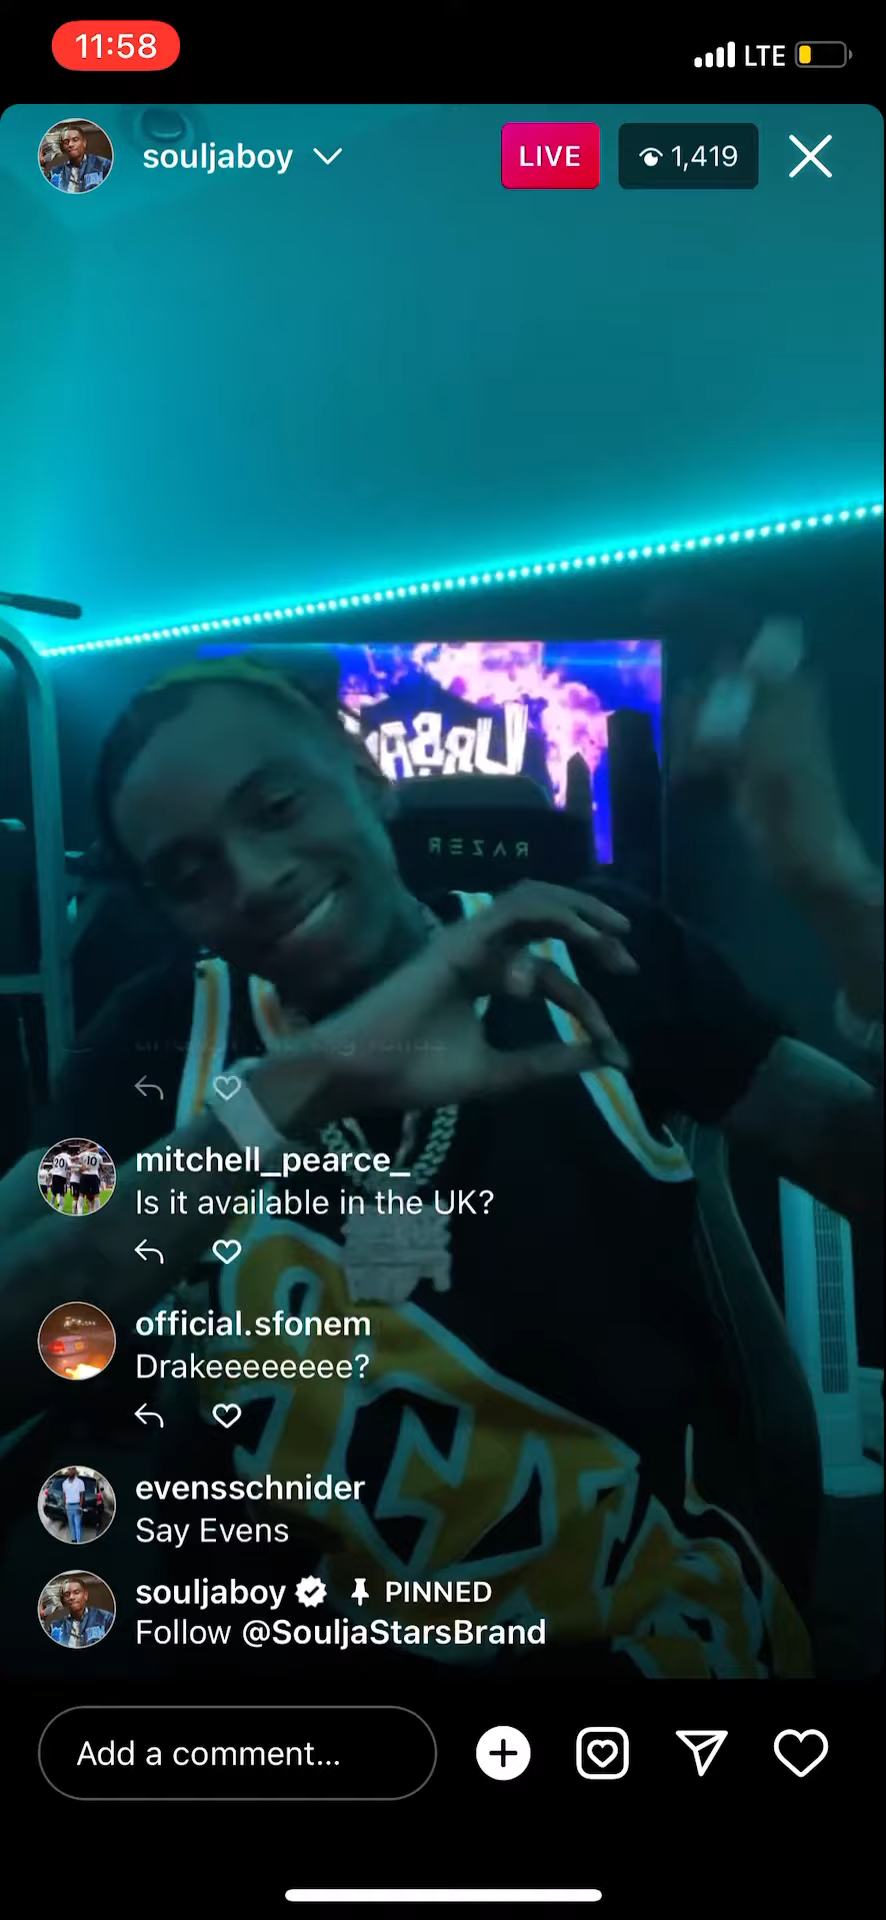 11:58
LTE
souljaboy
LIVE
1,419
RAZER
mitchell_pearce_
Is it available in the UK?
official.sfonem
Drakeeeeeeee?
evensschnider
Say Evens
souljaboy PINNED
Follow @SouljaStarsBrand
Add a comment...